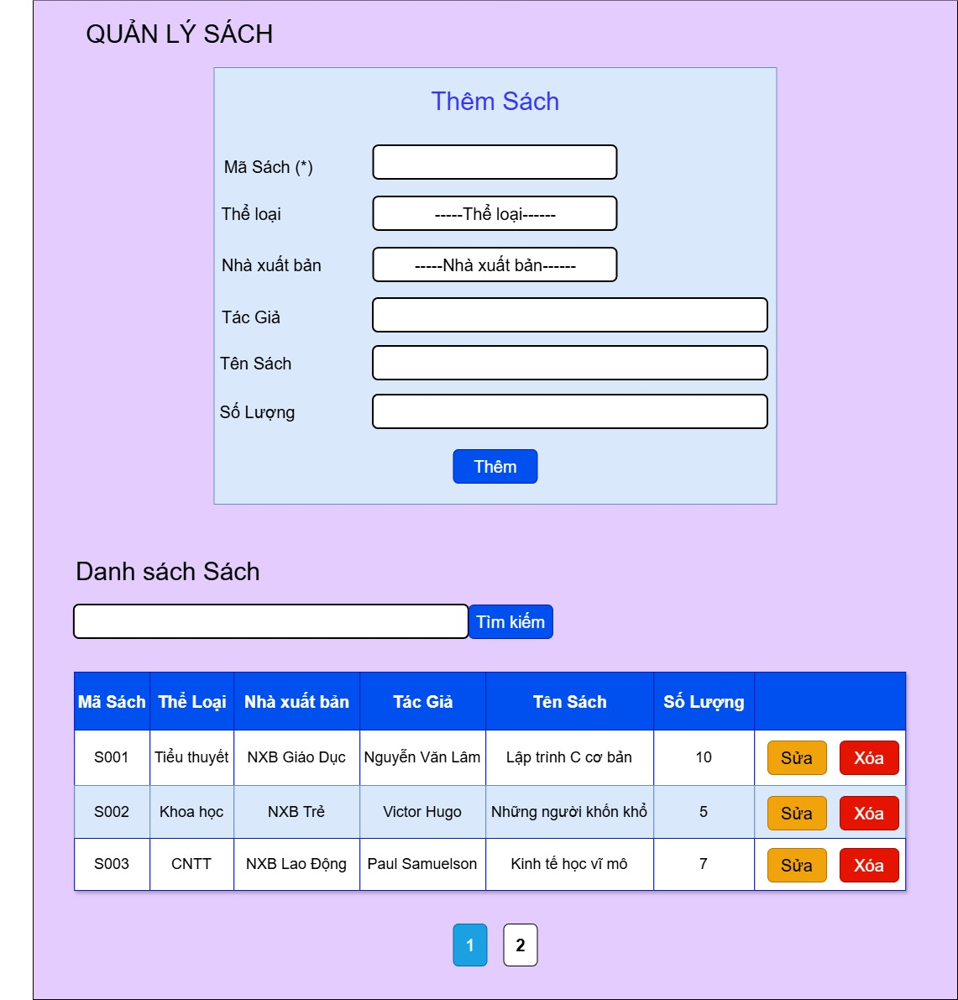 QUẢN LÝ SÁCH
Thêm Sách
Mã Sách (*)
Thể loại -----Thể loại------
Nhà xuất bản -----Nhà xuất bản------
Tác Giả
Tên Sách
Số Lượng
Thêm
Danh sách Sách
Tìm kiếm
Mã Sách Thể Loại Nhà xuất bản Tác Giả Tên Sách Số Lượng
S001 Tiểu thuyết NXB Giáo Dục Nguyễn Văn Lâm Lập trình C cơ bản 10 Sửa Xóa
S002 Khoa học NXB Trẻ Victor Hugo Những người khốn khổ 5 Sửa Xóa
S003 CNTT NXB Lao Động Paul Samuelson Kinh tế học vĩ mô 7 Sửa Xóa
1 2